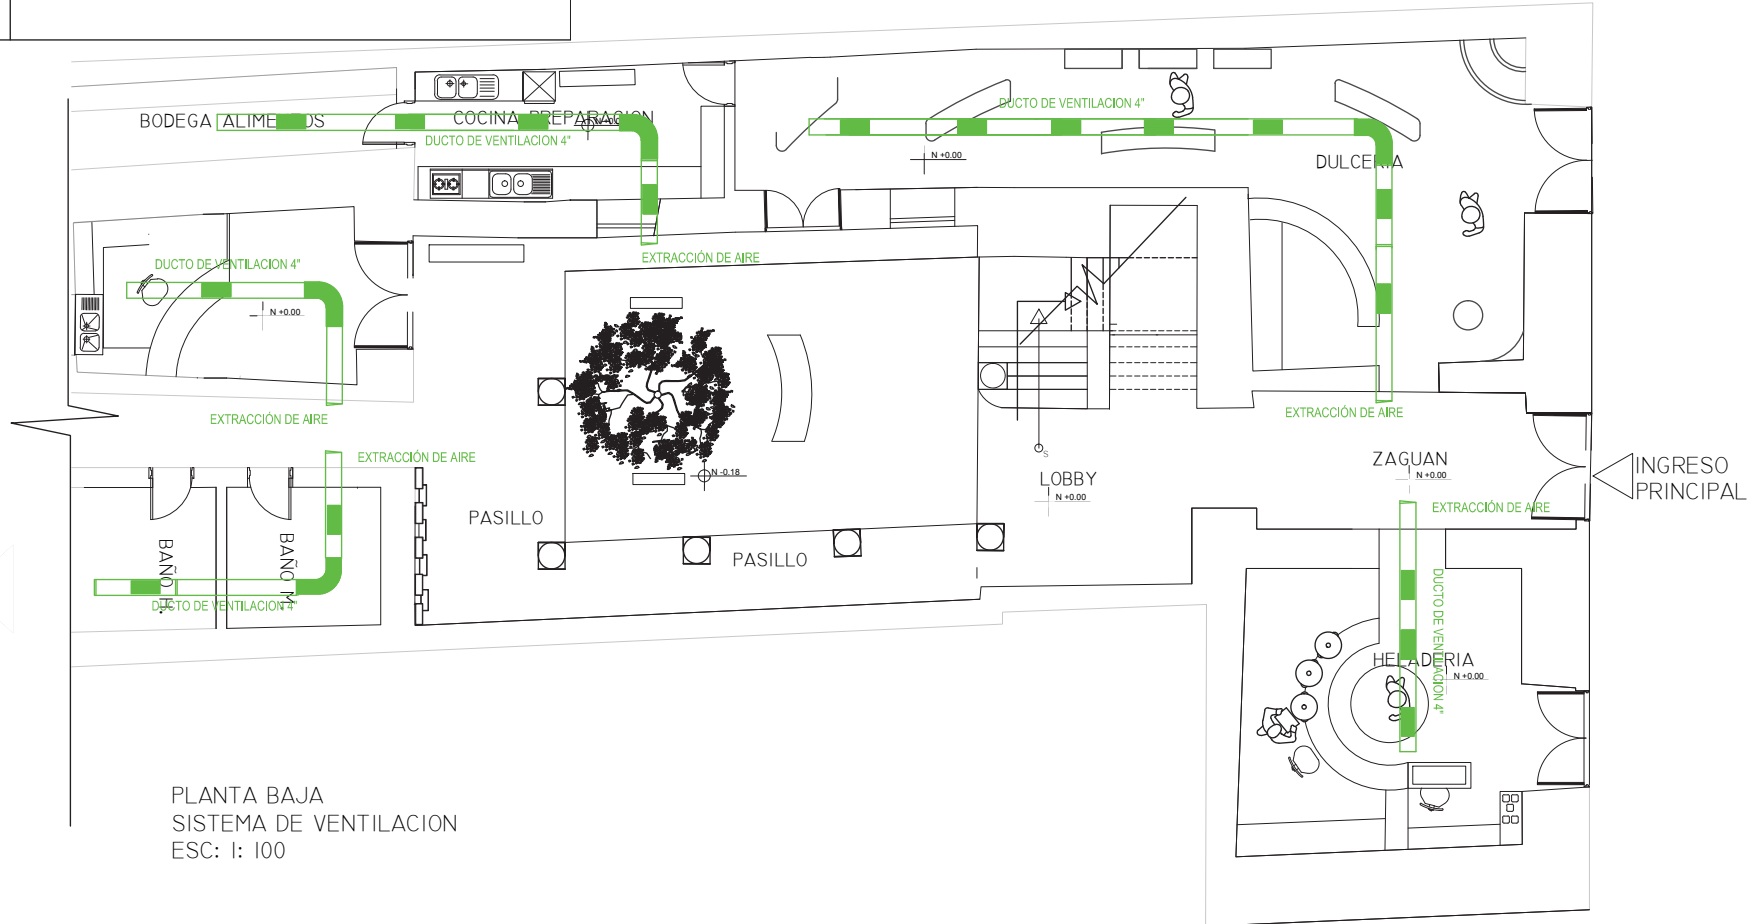 DUCTO DE VENTILACION 4"
BODEGA ALIMENTOS
COCINA PREPARACION
DUCTO DE VENTILACION 4"
N +0.00
DULCERIA
EXTRACCIÓN DE AIRE
DUCTO DE VENTILACION 4"
N +0.00
EXTRACCIÓN DE AIRE
EXTRACCIÓN DE AIRE
EXTRACCIÓN DE AIRE
ZAGUAN
N +0.00
INGRESO
PRINCIPAL
N -0.18
S
LOBBY
N +0.00
EXTRACCIÓN DE AIRE
PASILLO
PASILLO
BAÑO H.
BAÑO M.
DUCTO DE VENTILACION 4"
DUCTO DE VENTILACION 4"
HELADERIA
N +0.00
PLANTA BAJA
SISTEMA DE VENTILACION
ESC: 1: 100